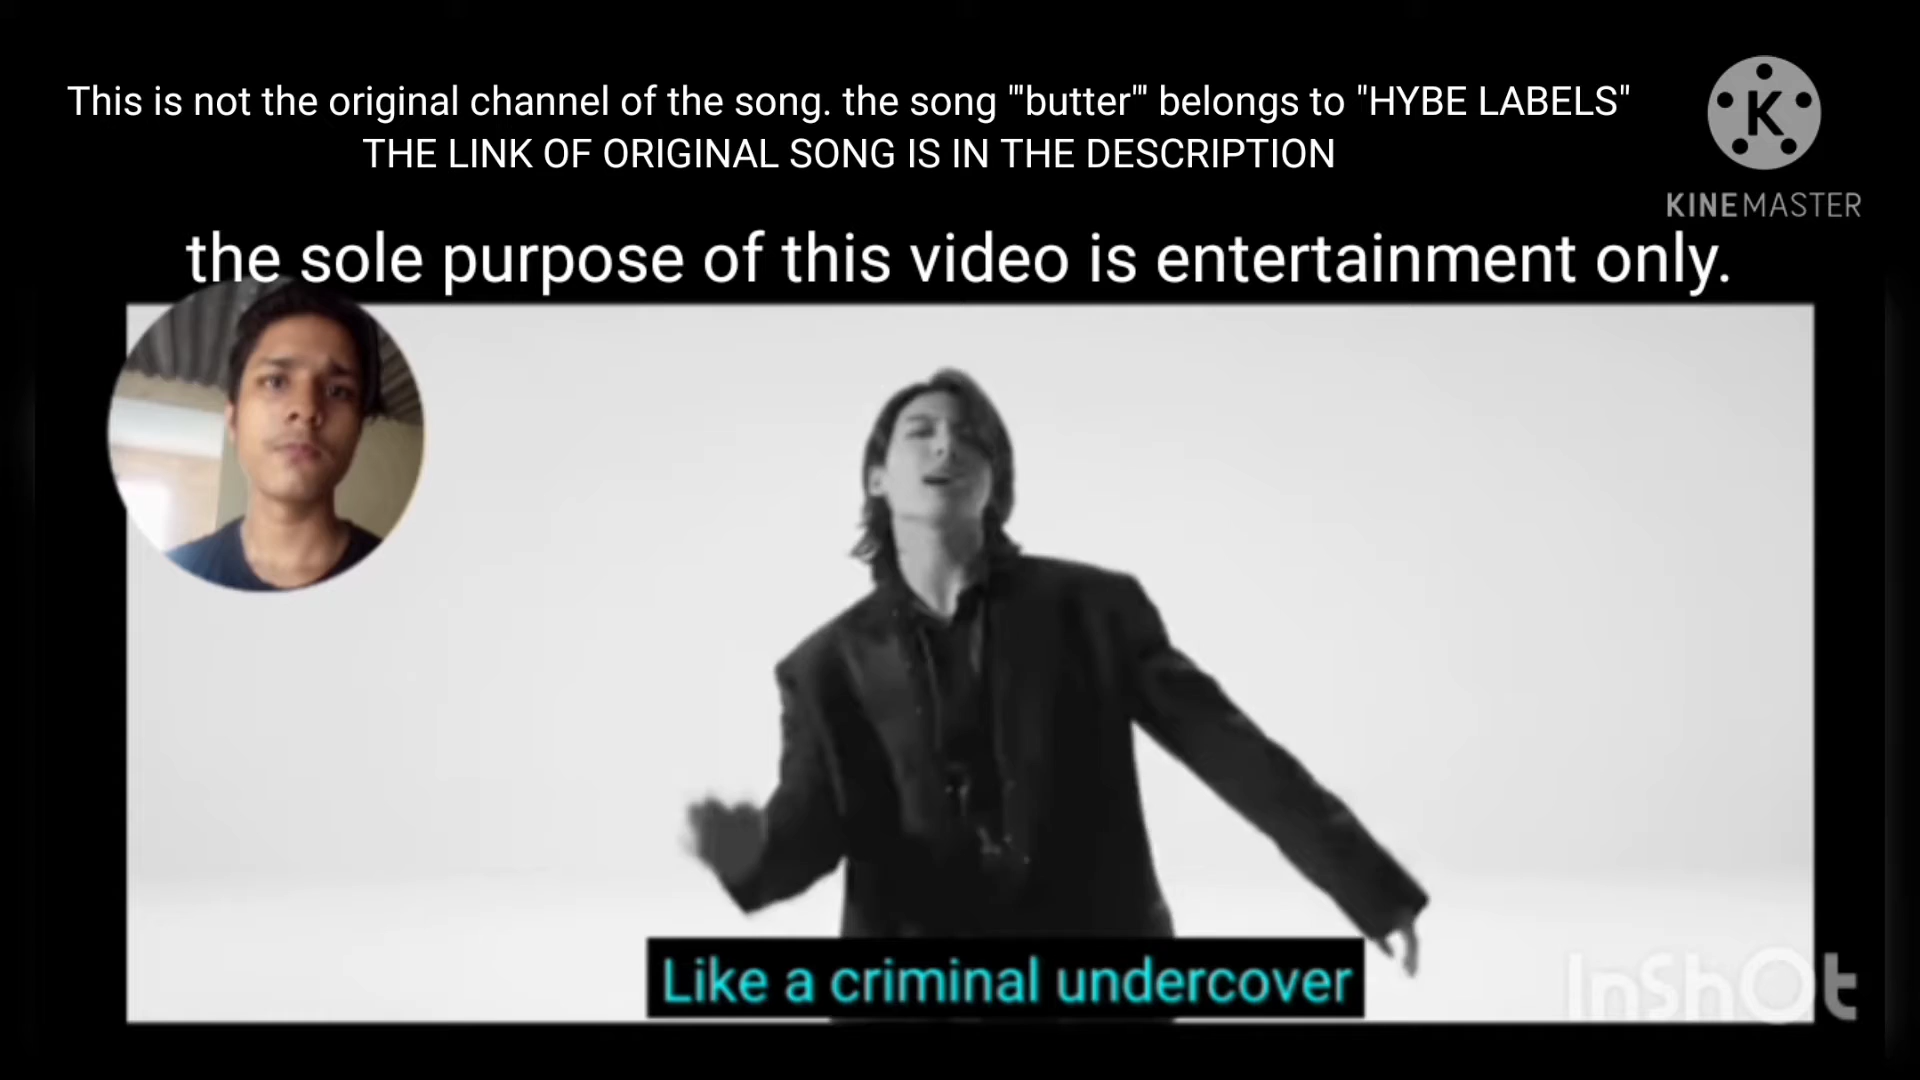 This is not the original channel of the song. the song "'butter"' belongs to "HYBE LABELS"
THE LINK OF ORIGINAL SONG IS IN THE DESCRIPTION
K
KINEMASTER
the sole purpose of this video is entertainment only.
Like a criminal undercover
InShOt